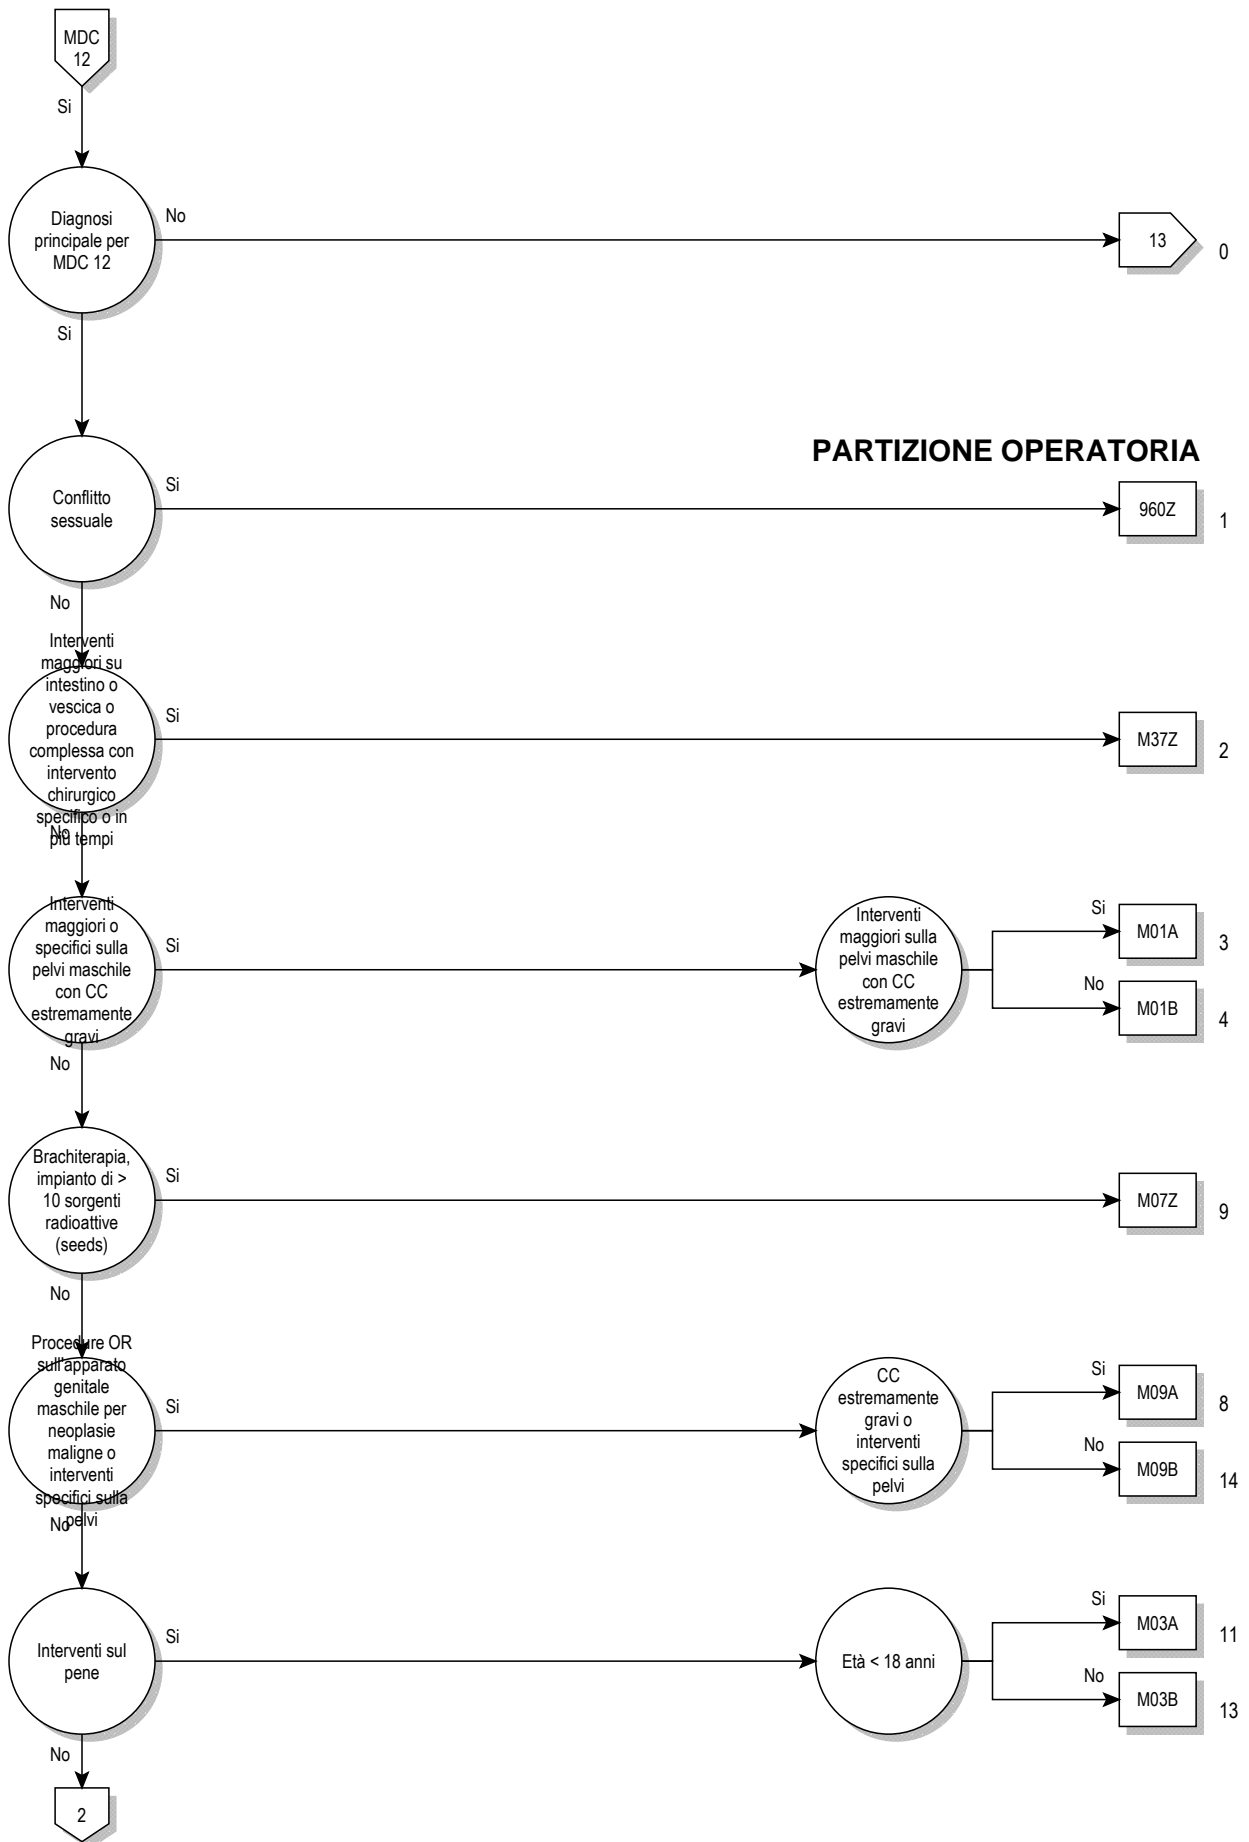 MDC
12
Si
Diagnosi
principale per
MDC 12
No
13
0
Si
PARTIZIONE OPERATORIA
Conflitto
sessuale
Si
960Z
1
No
Interventi
maggiori su
intestino o
vescica o
procedura
complessa con
intervento
chirurgico
specifico o in
più tempi
Si
M37Z
2
No
Interventi
maggiori o
specifici sulla
pelvi maschile
con CC
estremamente
gravi
Si
Interventi
maggiori sulla
pelvi maschile
con CC
estremamente
gravi
Si
M01A
3
No
M01B
4
No
Brachiterapia,
impianto di >
10 sorgenti
radioattive
(seeds)
Si
M07Z
9
No
Procedure OR
sull'apparato
genitale
maschile per
neoplasie
maligne o
interventi
specifici sulla
pelvi
Si
CC
estremamente
gravi o
interventi
specifici sulla
pelvi
Si
M09A
8
No
M09B
14
No
Interventi sul
pene
Si
Età < 18 anni
Si
M03A
11
No
M03B
13
No
2